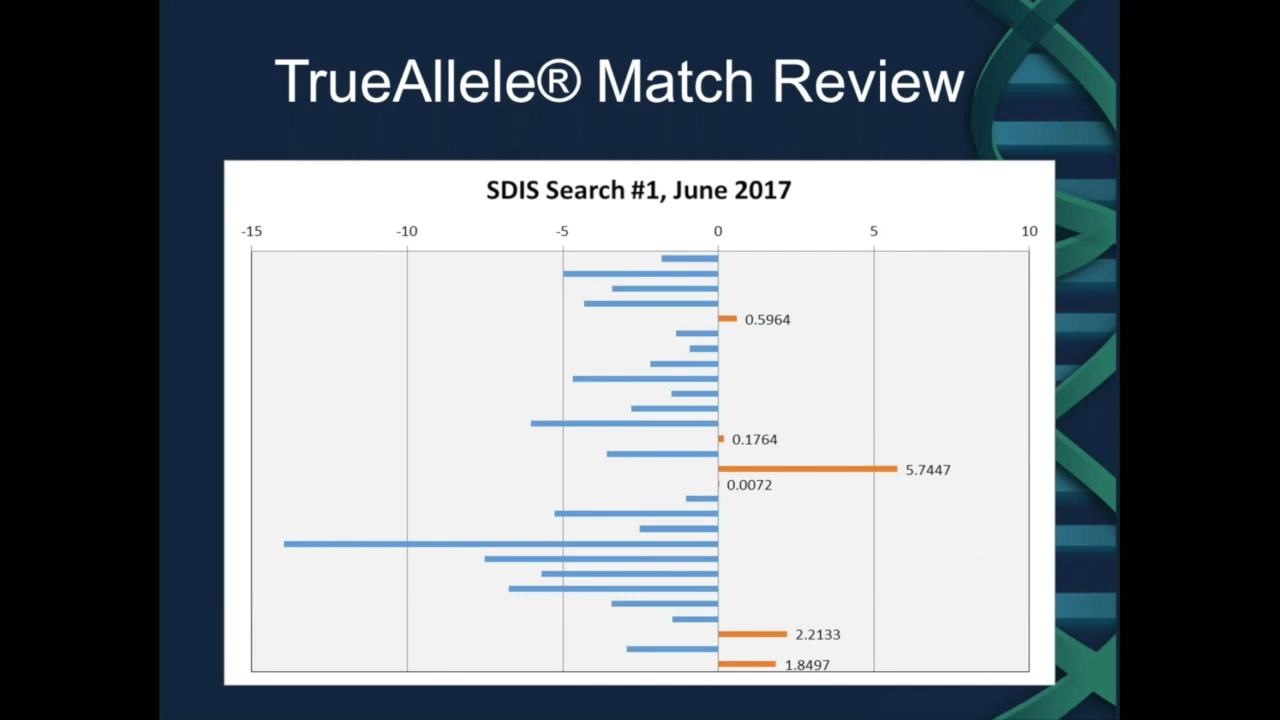 TrueAllele® Match Review
SDIS Search #1, June 2017
-15 -10 -5 0 5 10
0.5964
0.1764
5.7447
0.0072
2.2133
1.8497